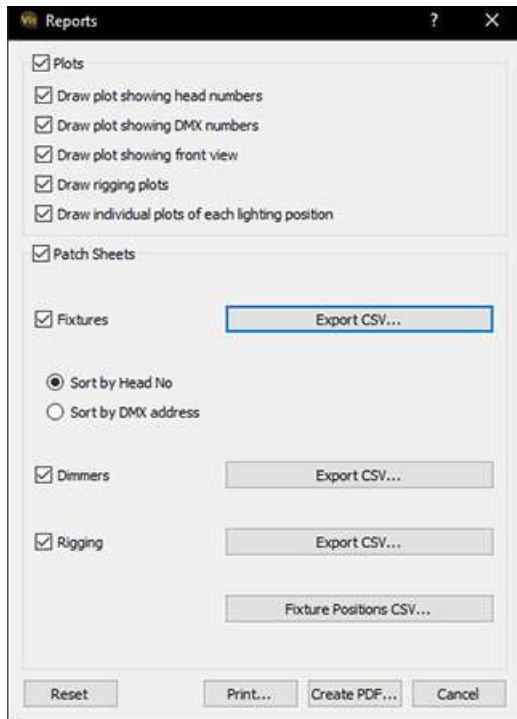 Vis Reports ? X
Plots
Draw plot showing head numbers
Draw plot showing DMX numbers
Draw plot showing front view
Draw rigging plots
Draw individual plots of each lighting position
Patch Sheets
Fixtures Export CSV...
Sort by Head No
Sort by DMX address
Dimmers Export CSV...
Rigging Export CSV...
Fixture Positions CSV...
Reset Print... Create PDF... Cancel